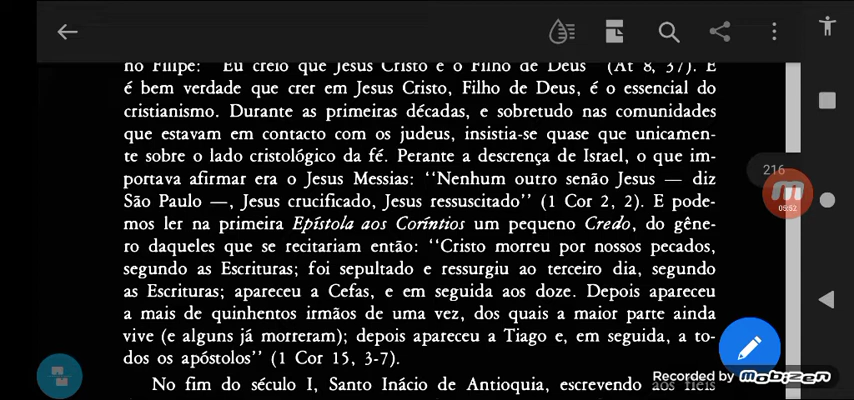 no Filipe: "Eu creio que Jesus Cristo é o Filho de Deus" (At 8, 37). E
é bem verdade que crer em Jesus Cristo, Filho de Deus, é o essencial do
cristianismo. Durante as primeiras décadas, e sobretudo nas comunidades
que estavam em contacto com os judeus, insistia-se quase que unicamen-
te sobre o lado cristológico da fé. Perante a descrença de Israel, o que im-
portava afirmar era o Jesus Messias: "Nenhum outro senão Jesus — diz
São Paulo —, Jesus crucificado, Jesus ressuscitado" (1 Cor 2, 2). E pode-
mos ler na primeira Epístola aos Coríntios um pequeno Credo, do gêne-
ro daqueles que se recitariam então: "Cristo morreu por nossos pecados,
segundo as Escrituras; foi sepultado e ressurgiu ao terceiro dia, segundo
as Escrituras; apareceu a Cefas, e em seguida aos doze. Depois apareceu
a mais de quinhentos irmãos de uma vez, dos quais a maior parte ainda
vive (e alguns já morreram); depois apareceu a Tiago e, em seguida, a to-
dos os apóstolos" (1 Cor 15, 3-7).
No fim do século I, Santo Inácio de Antioquia, escrevendo aos fiéis
216
05:52
Recorded by mobizen